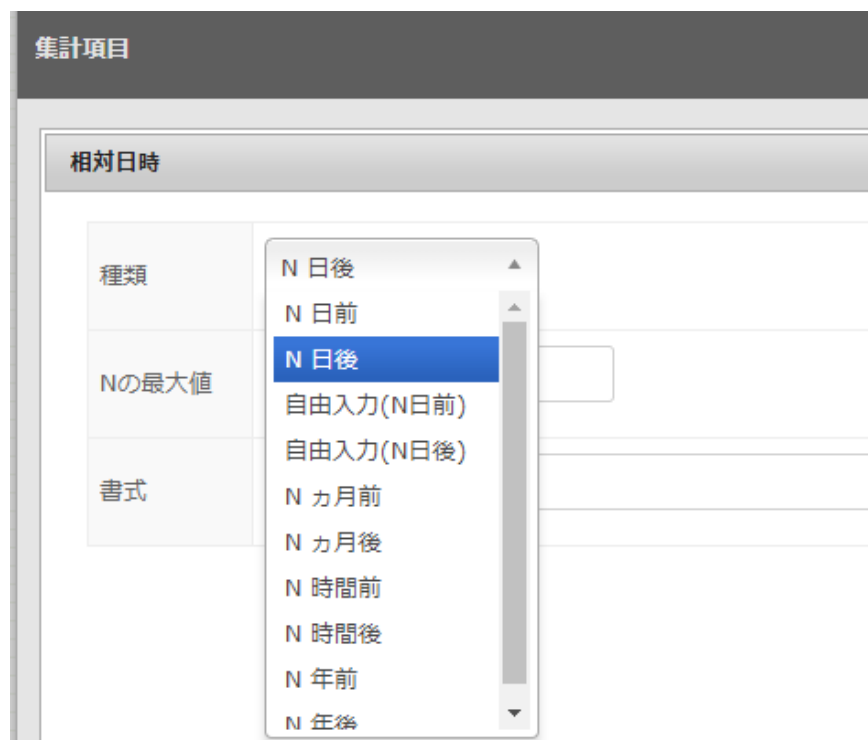 集計項目
相対日時
種類
N 日後
N 日前
N 日後
Nの最大値
自由入力(N日前)
自由入力(N日後)
書式
N ヵ月前
N ヵ月後
N 時間前
N 時間後
N 年前
N 年後